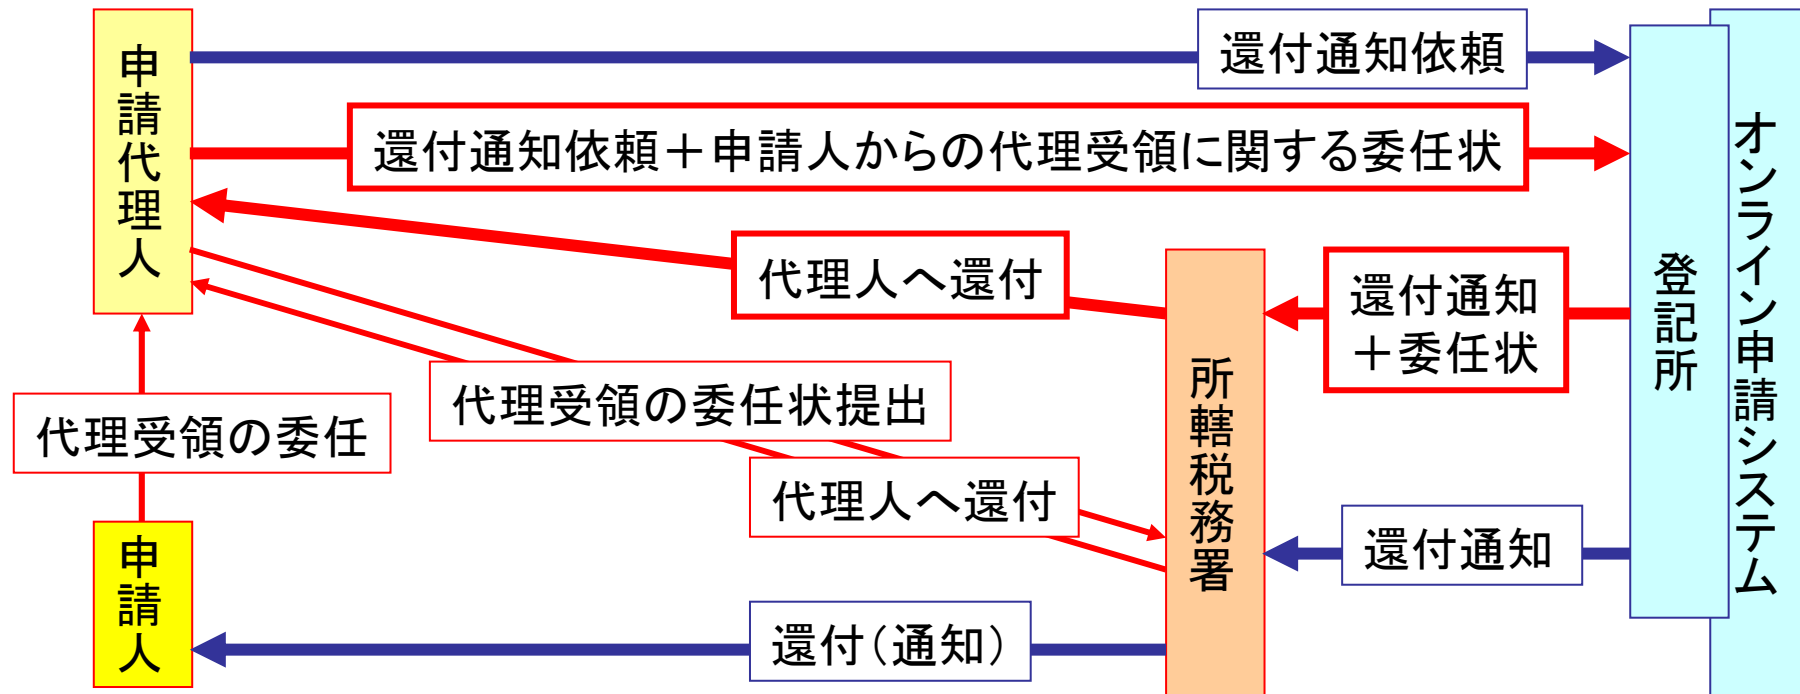 申請代理人
還付通知依頼
還付通知依頼＋申請人からの代理受領に関する委任状
オンライン申請システム
登記所
代理人へ還付
還付通知
＋委任状
所轄税務署
代理受領の委任状提出
代理受領の委任
代理人へ還付
還付通知
申請人
還付（通知）